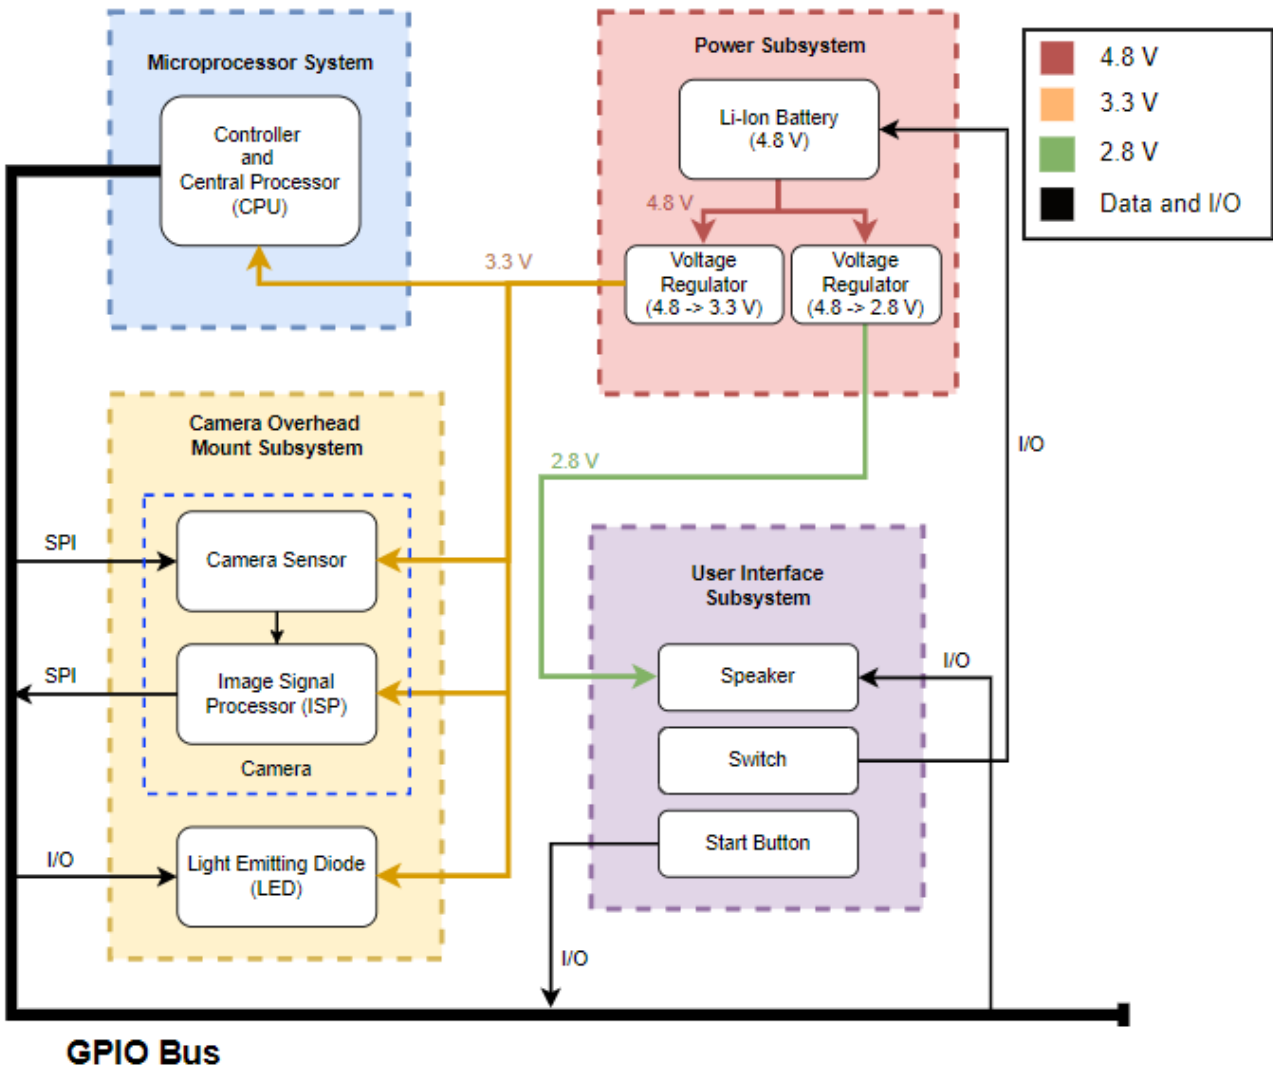 Microprocessor System
Controller
and
Central Processor
(CPU)
Power Subsystem
Li-Ion Battery
(4.8 V)
4.8 V
Voltage
Regulator
(4.8 -> 3.3 V)
Voltage
Regulator
(4.8 -> 2.8 V)
4.8 V
3.3 V
2.8 V
Data and I/O
3.3 V
2.8 V
I/O
Camera Overhead
Mount Subsystem
SPI
Camera Sensor
SPI
Image Signal
Processor (ISP)
Camera
I/O
Light Emitting Diode
(LED)
User Interface
Subsystem
Speaker
I/O
Switch
Start Button
I/O
GPIO Bus